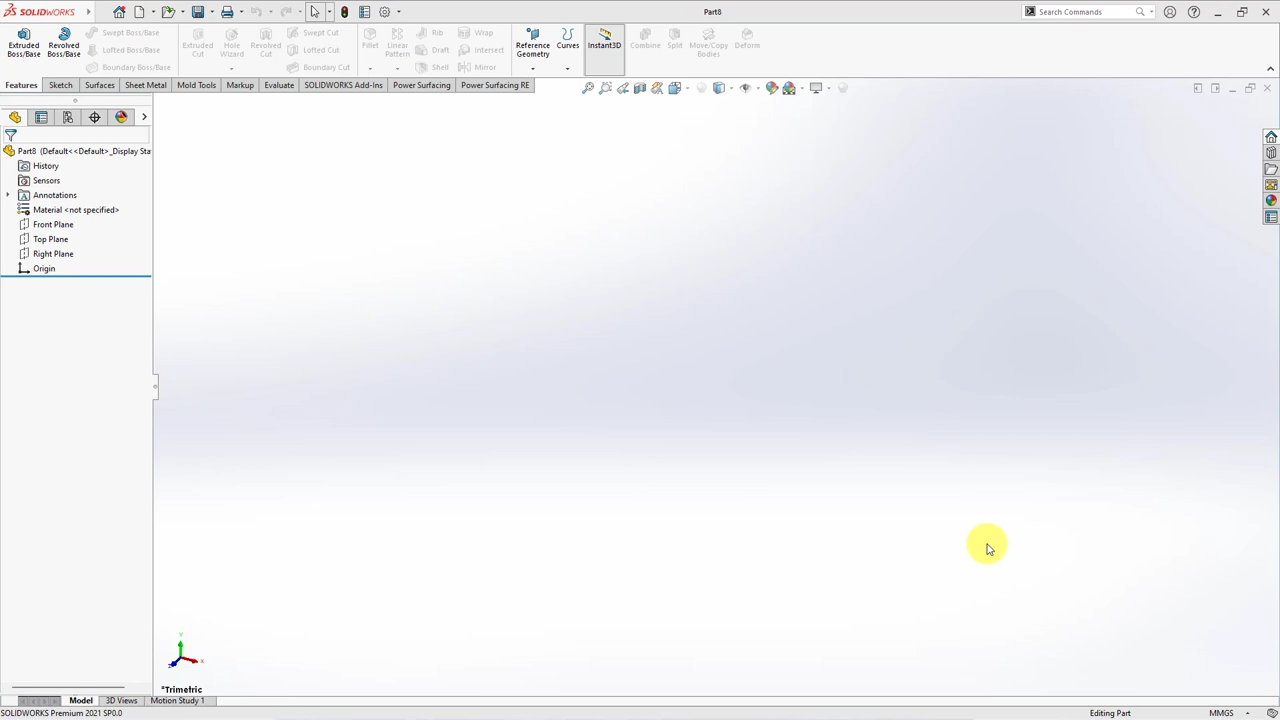 SOLIDWORKS
Part8
Search Commands
Extruded Boss/Base
Revolved Boss/Base
Swept Boss/Base
Lofted Boss/Base
Boundary Boss/Base
Extruded Cut
Hole Wizard
Revolved Cut
Swept Cut
Lofted Cut
Boundary Cut
Fillet
Linear Pattern
Rib
Draft
Shell
Wrap
Intersect
Mirror
Reference Geometry
Curves
Instant3D
Combine
Split
Move/Copy Bodies
Deform
Features
Sketch
Surfaces
Sheet Metal
Mold Tools
Markup
Evaluate
SOLIDWORKS Add-Ins
Power Surfacing
Power Surfacing RE
Part8 (Default<<Default>_Display Sta
History
Sensors
Annotations
Material <not specified>
Front Plane
Top Plane
Right Plane
Origin
Y
X
Z
*Trimetric
Model
3D Views
Motion Study 1
SOLIDWORKS Premium 2021 SP0.0
Editing Part
MMGS